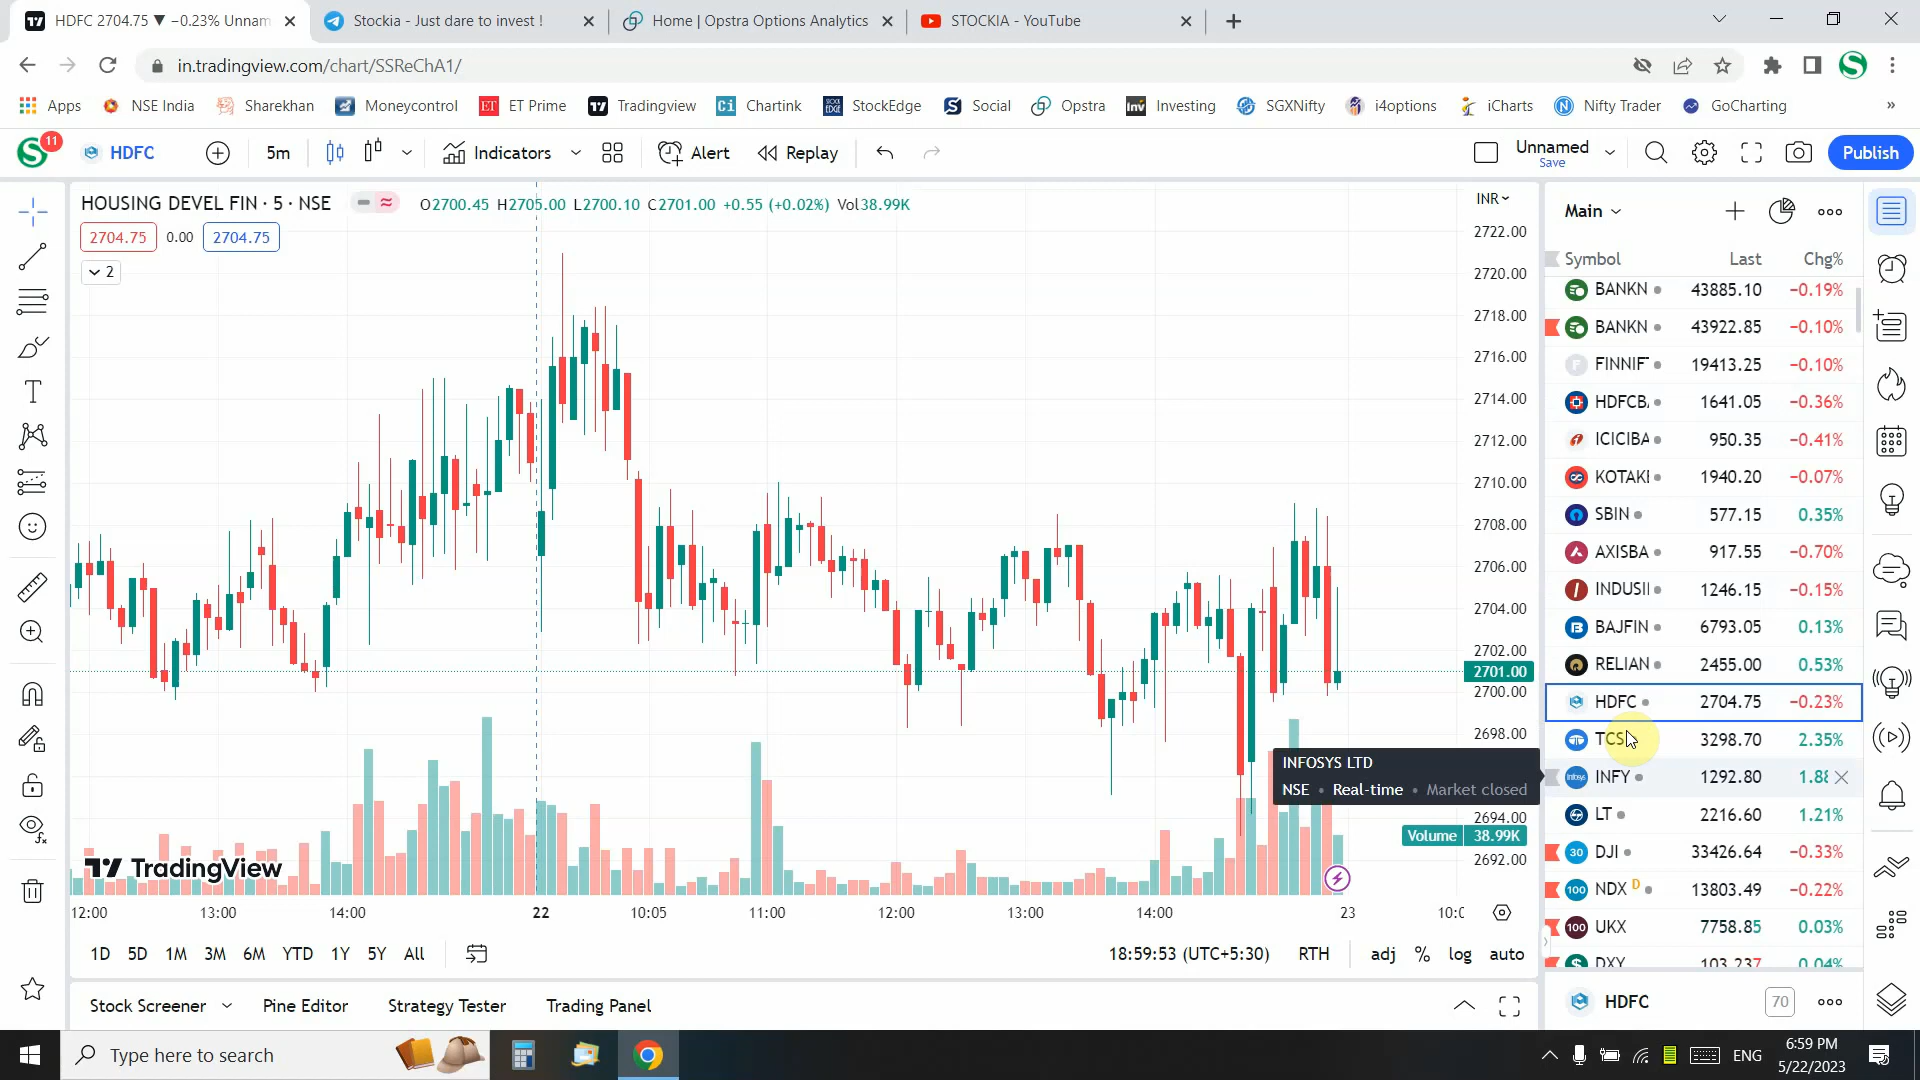 HDFC 2704.75 ▼ −0.23% Unnam
Stockia - Just dare to invest !
Home | Opstra Options Analytics
STOCKIA - YouTube
in.tradingview.com/chart/SSReChA1/
Apps
NSE India
Sharekhan
Moneycontrol
ET Prime
Tradingview
Chartink
StockEdge
Social
Opstra
Investing
SGXNifty
i4options
iCharts
Nifty Trader
GoCharting
11
HDFC
5m
Indicators
Alert
Replay
Unnamed
Save
Publish
HOUSING DEVEL FIN · 5 · NSE
O2700.45 H2705.00 L2700.10 C2701.00 +0.55 (+0.02%) Vol38.99K
2704.75 0.00 2704.75
2
INR
2722.00
2720.00
2718.00
2716.00
2714.00
2712.00
2710.00
2708.00
2706.00
2704.00
2702.00
2701.00
2700.00
2698.00
2694.00
Volume 38.99K
2692.00
INFOSYS LTD
NSE • Real-time • Market closed
TradingView
12:00 13:00 14:00 22 10:05 11:00 12:00 13:00 14:00 23
1D 5D 1M 3M 6M YTD 1Y 5Y All
18:59:53 (UTC+5:30) RTH adj % log auto
Stock Screener Pine Editor Strategy Tester Trading Panel
Main
Symbol Last Chg%
BANKN 43885.10 −0.19%
BANKN 43922.85 −0.10%
FINNIF 19413.25 −0.10%
HDFCB 1641.05 −0.36%
ICICIBA 950.35 −0.41%
KOTAK 1940.20 −0.07%
SBIN 577.15 0.35%
AXISBA 917.55 −0.70%
INDUSI 1246.15 −0.15%
BAJFIN 6793.05 0.13%
RELIAN 2455.00 0.53%
HDFC 2704.75 −0.23%
TCS 3298.70 2.35%
INFY 1292.80 1.88
LT 2216.60 1.21%
DJI 33426.64 −0.33%
NDX D 13803.49 −0.22%
UKX 7758.85 0.03%
DXY 103.237 0.04%
HDFC 70
Type here to search
ENG
6:59 PM
5/22/2023